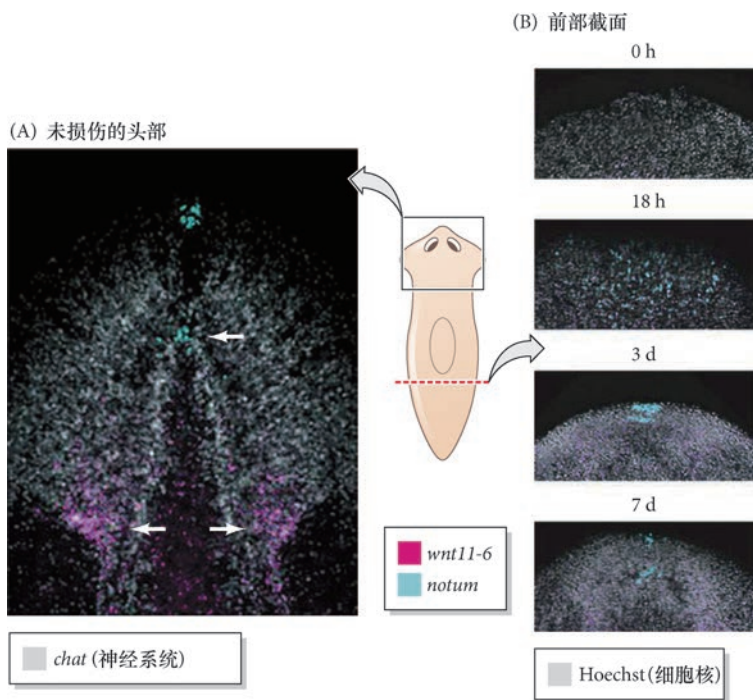 (A) 未损伤的头部
chat (神经系统)
wnt11-6
notum
(B) 前部截面
0 h
18 h
3 d
7 d
Hoechst (细胞核)